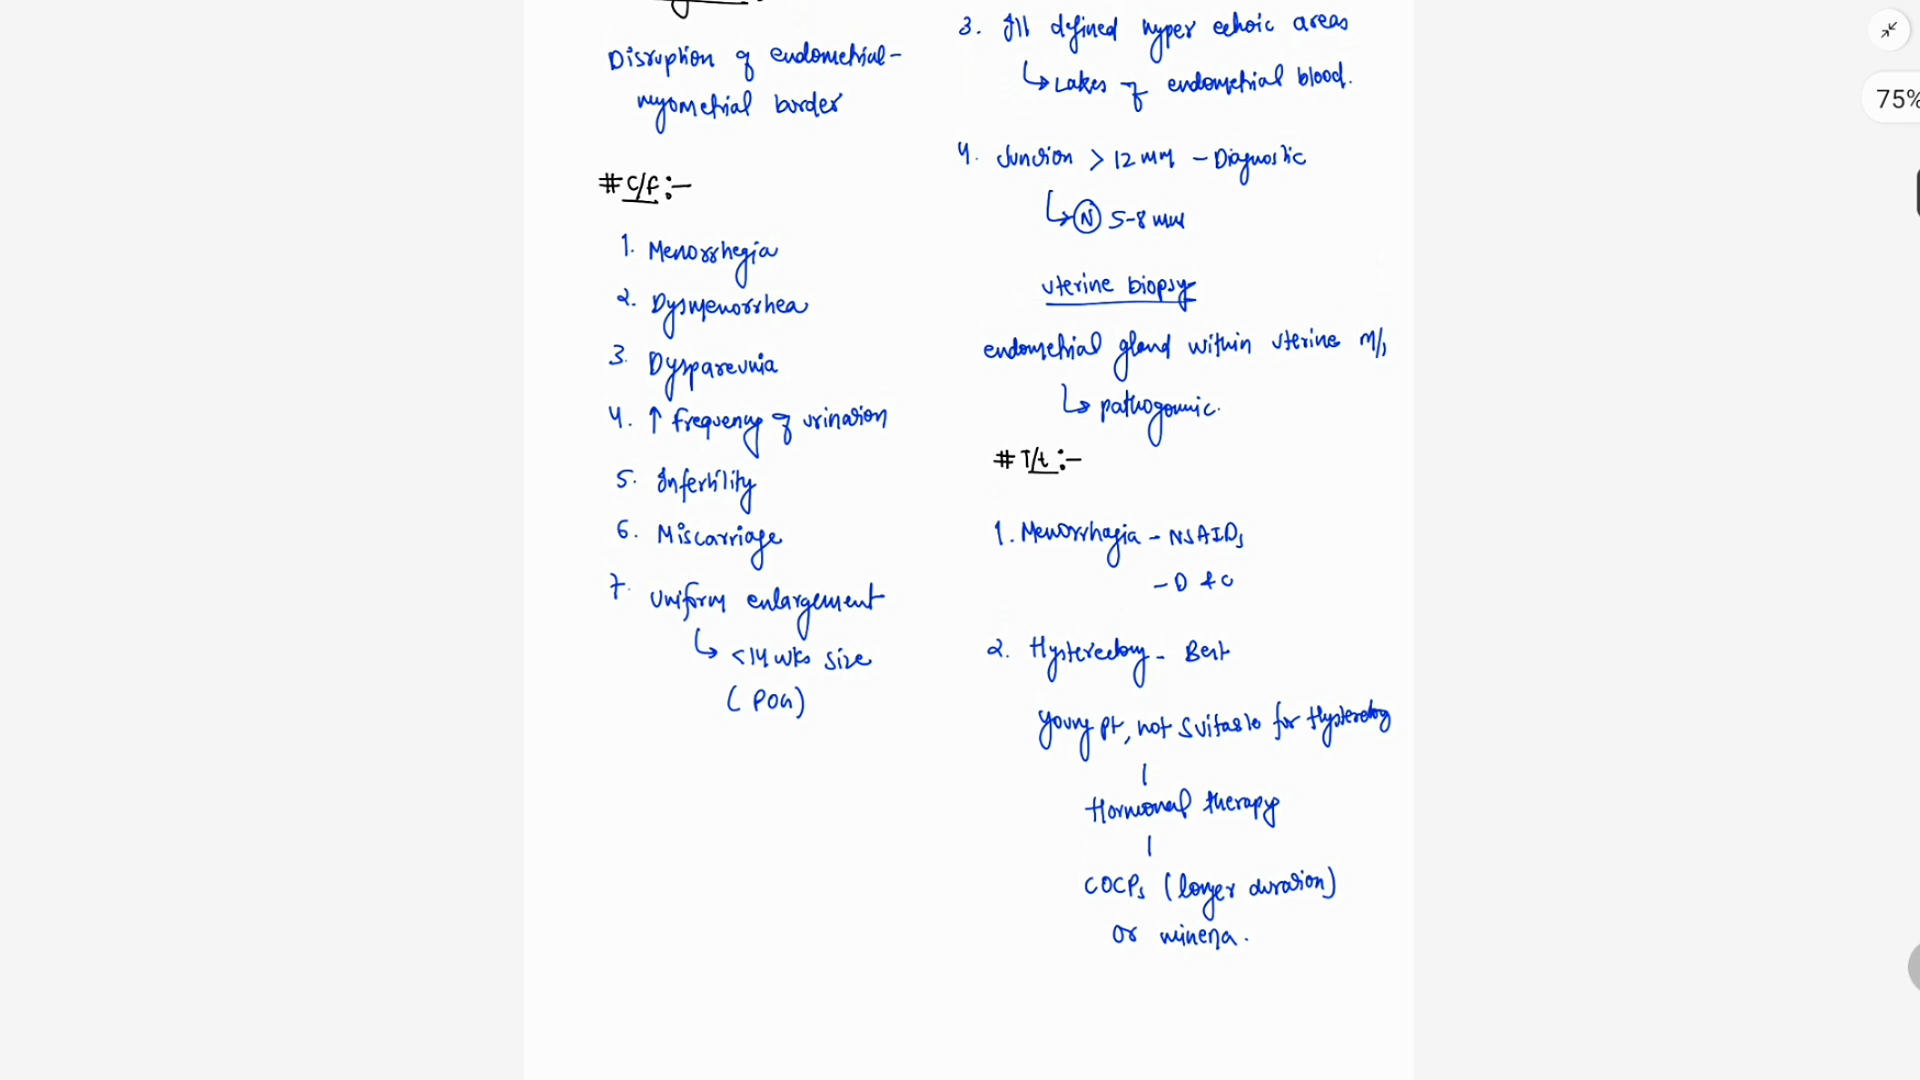 Disruption of endometrial-
myometrial border
# C/f :-
1. Menorrhegia
2. Dysmenorrhea
3. Dyspareunia
4. ↑ frequency of urination
5. Infertility
6. Miscarriage
7. Uniform enlargement
↳ <14 wks size
(POG)
3. Ill defined hyper echoic areas
↳ Lakes of endometrial blood.
4. Junction > 12 mm - Diagnostic
↳ (N) 5-8 mm
Uterine biopsy
endometrial gland within uterine m/s
↳ pathogomic.
# T/t :-
1. Menorrhagia - NSAIDs
- D & C
2. Hysterectomy - Best
Young pt, not suitable for Hysterectomy
|
Hormonal therapy
|
COCPs (longer duration)
or mirena.
75%